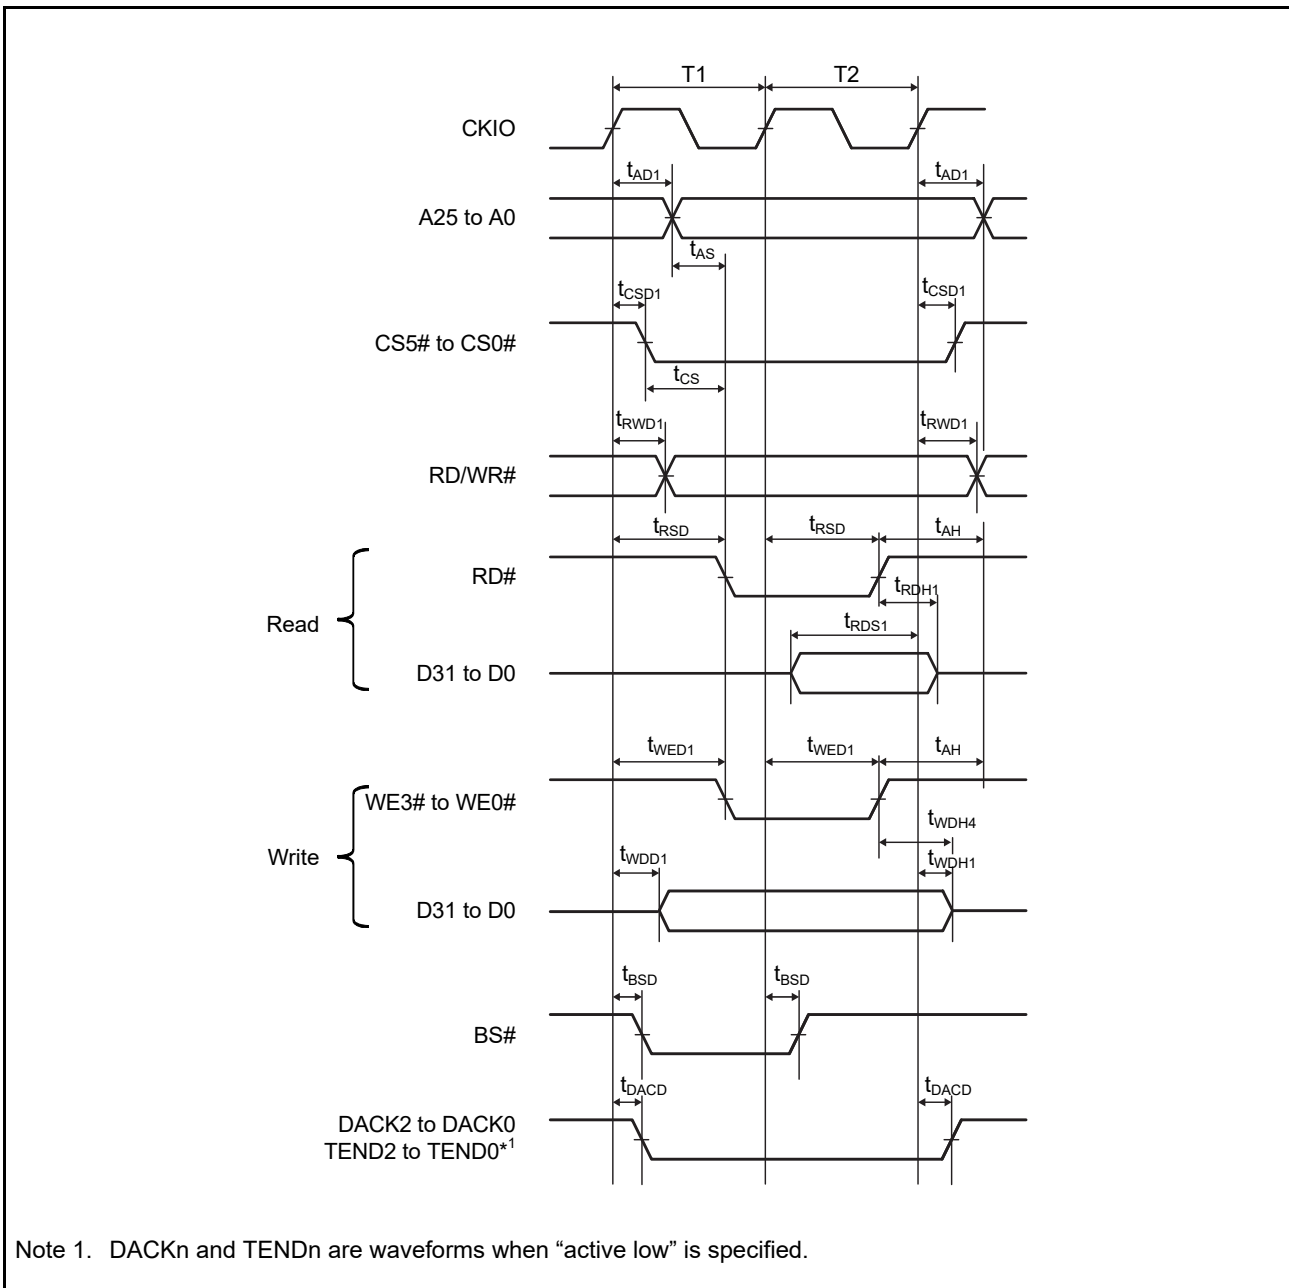 T1 T2
CKIO
tAD1 tAD1
A25 to A0
tAS
tCSD1 tCSD1
CS5# to CS0#
tCS
tRWD1 tRWD1
RD/WR#
tRSD tRSD tAH
RD#
tRDH1
Read
tRDS1
D31 to D0
tWED1 tWED1 tAH
WE3# to WE0#
tWDH4
Write
tWDD1 tWDH1
D31 to D0
tBSD tBSD
BS#
tDACD tDACD
DACK2 to DACK0
TEND2 to TEND0*1
Note 1. DACKn and TENDn are waveforms when “active low” is specified.